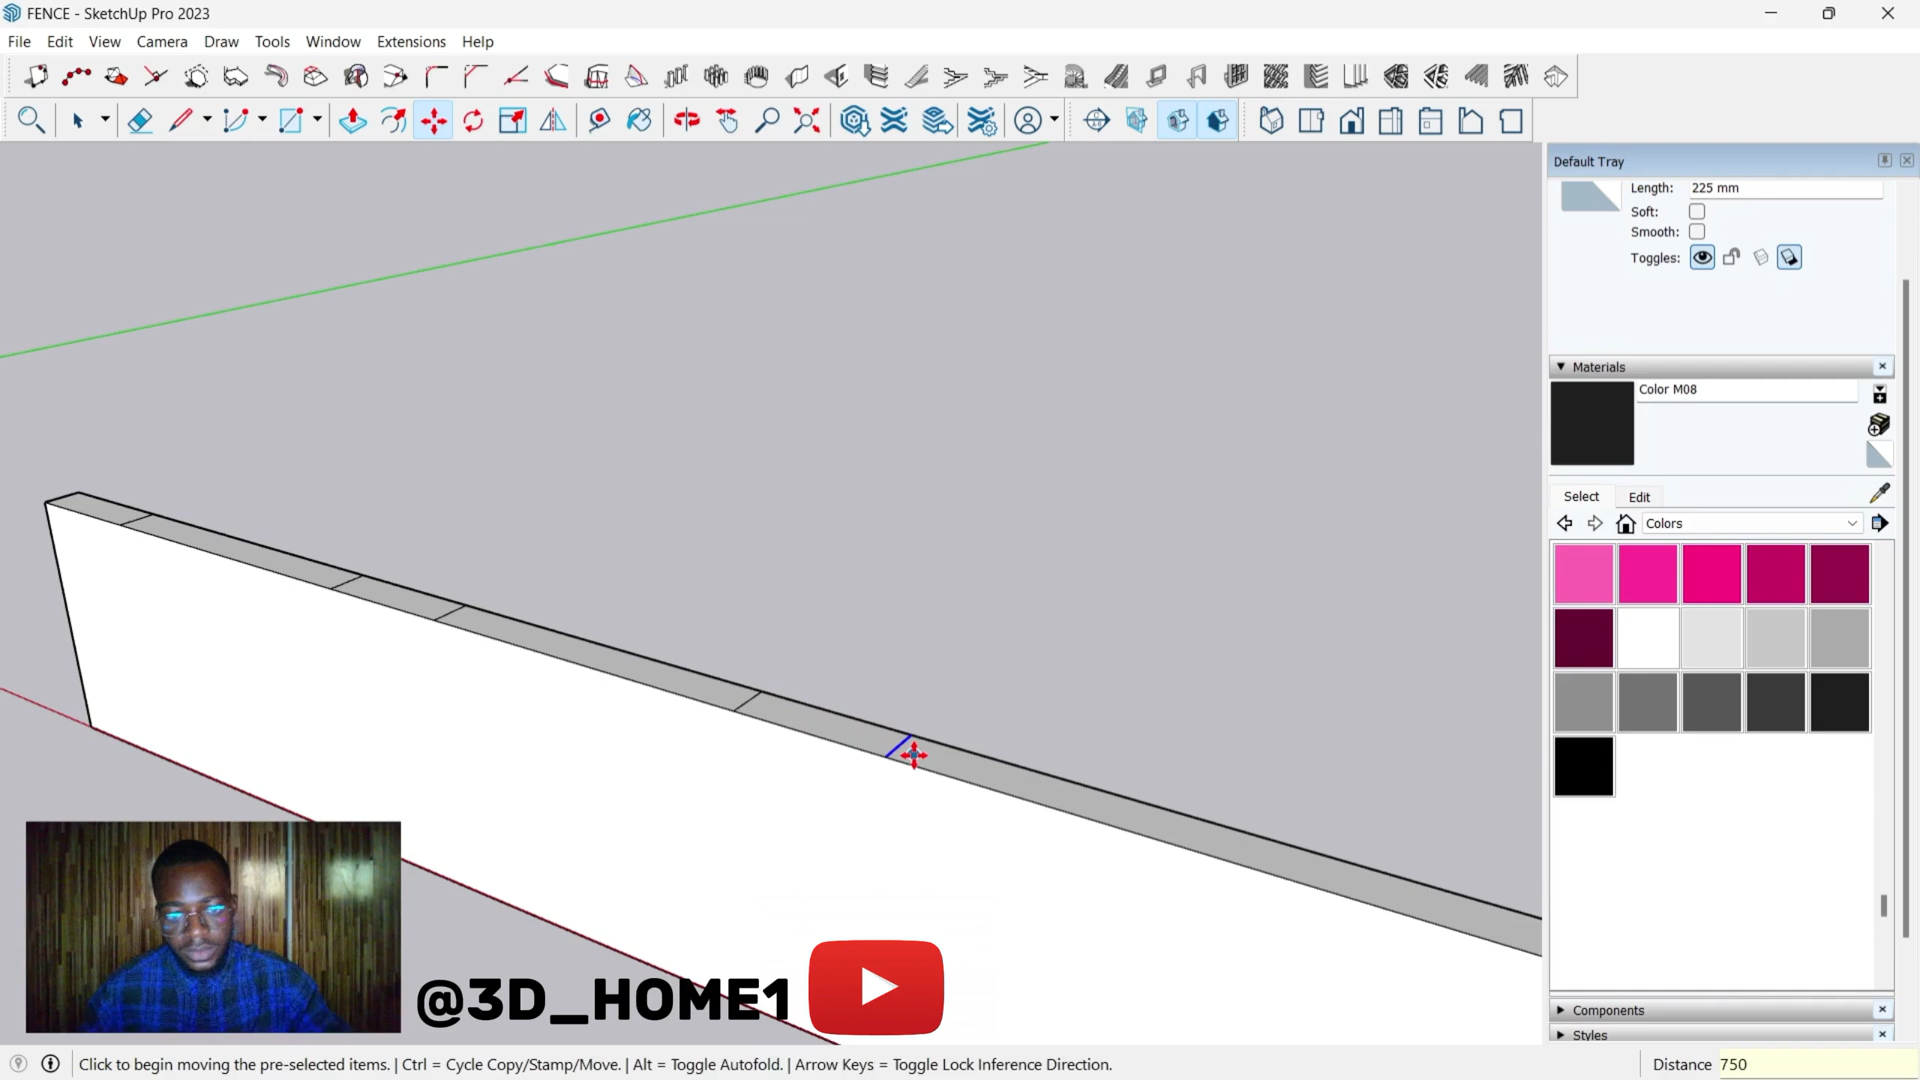 FENCE - SketchUp Pro 2023
File Edit View Camera Draw Tools Window Extensions Help
Default Tray
Length: 225 mm
Soft:
Smooth:
Toggles:
Materials
Color M08
Select Edit
Colors
@3D_HOME1
Components
Styles
Click to begin moving the pre-selected items. | Ctrl = Cycle Copy/Stamp/Move. | Alt = Toggle Autofold. | Arrow Keys = Toggle Lock Inference Direction.
Distance 750